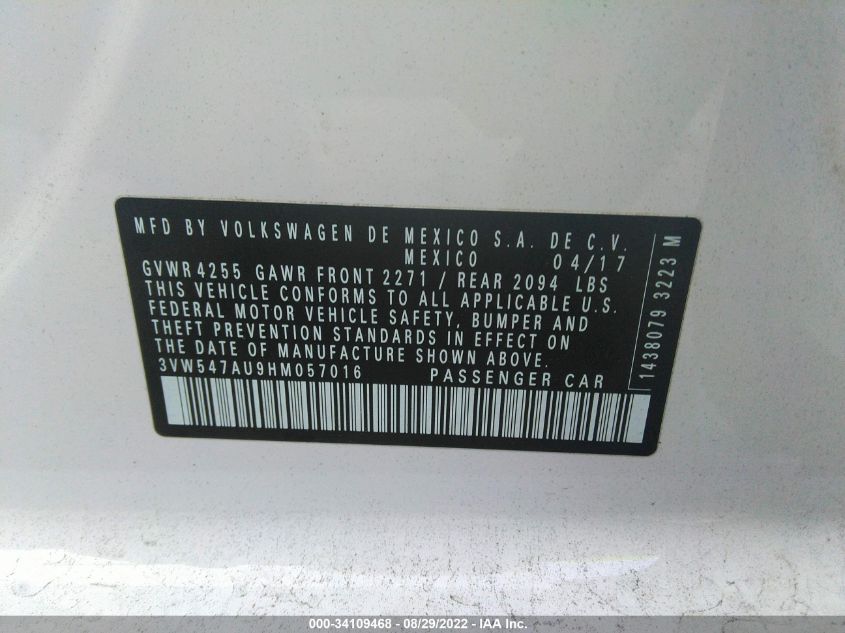 MFD BY VOLKSWAGEN DE MEXICO S.A. DE C.V.
MEXICO 04/17
GVWR 4255 GAWR FRONT 2271 / REAR 2094 LBS
THIS VEHICLE CONFORMS TO ALL APPLICABLE U.S.
FEDERAL MOTOR VEHICLE SAFETY, BUMPER AND
THEFT PREVENTION STANDARDS IN EFFECT ON
THE DATE OF MANUFACTURE SHOWN ABOVE.
3VW547AU9HM057016 PASSENGER CAR
1438079 3223 M
000-34109468 - 08/29/2022 - IAA Inc.